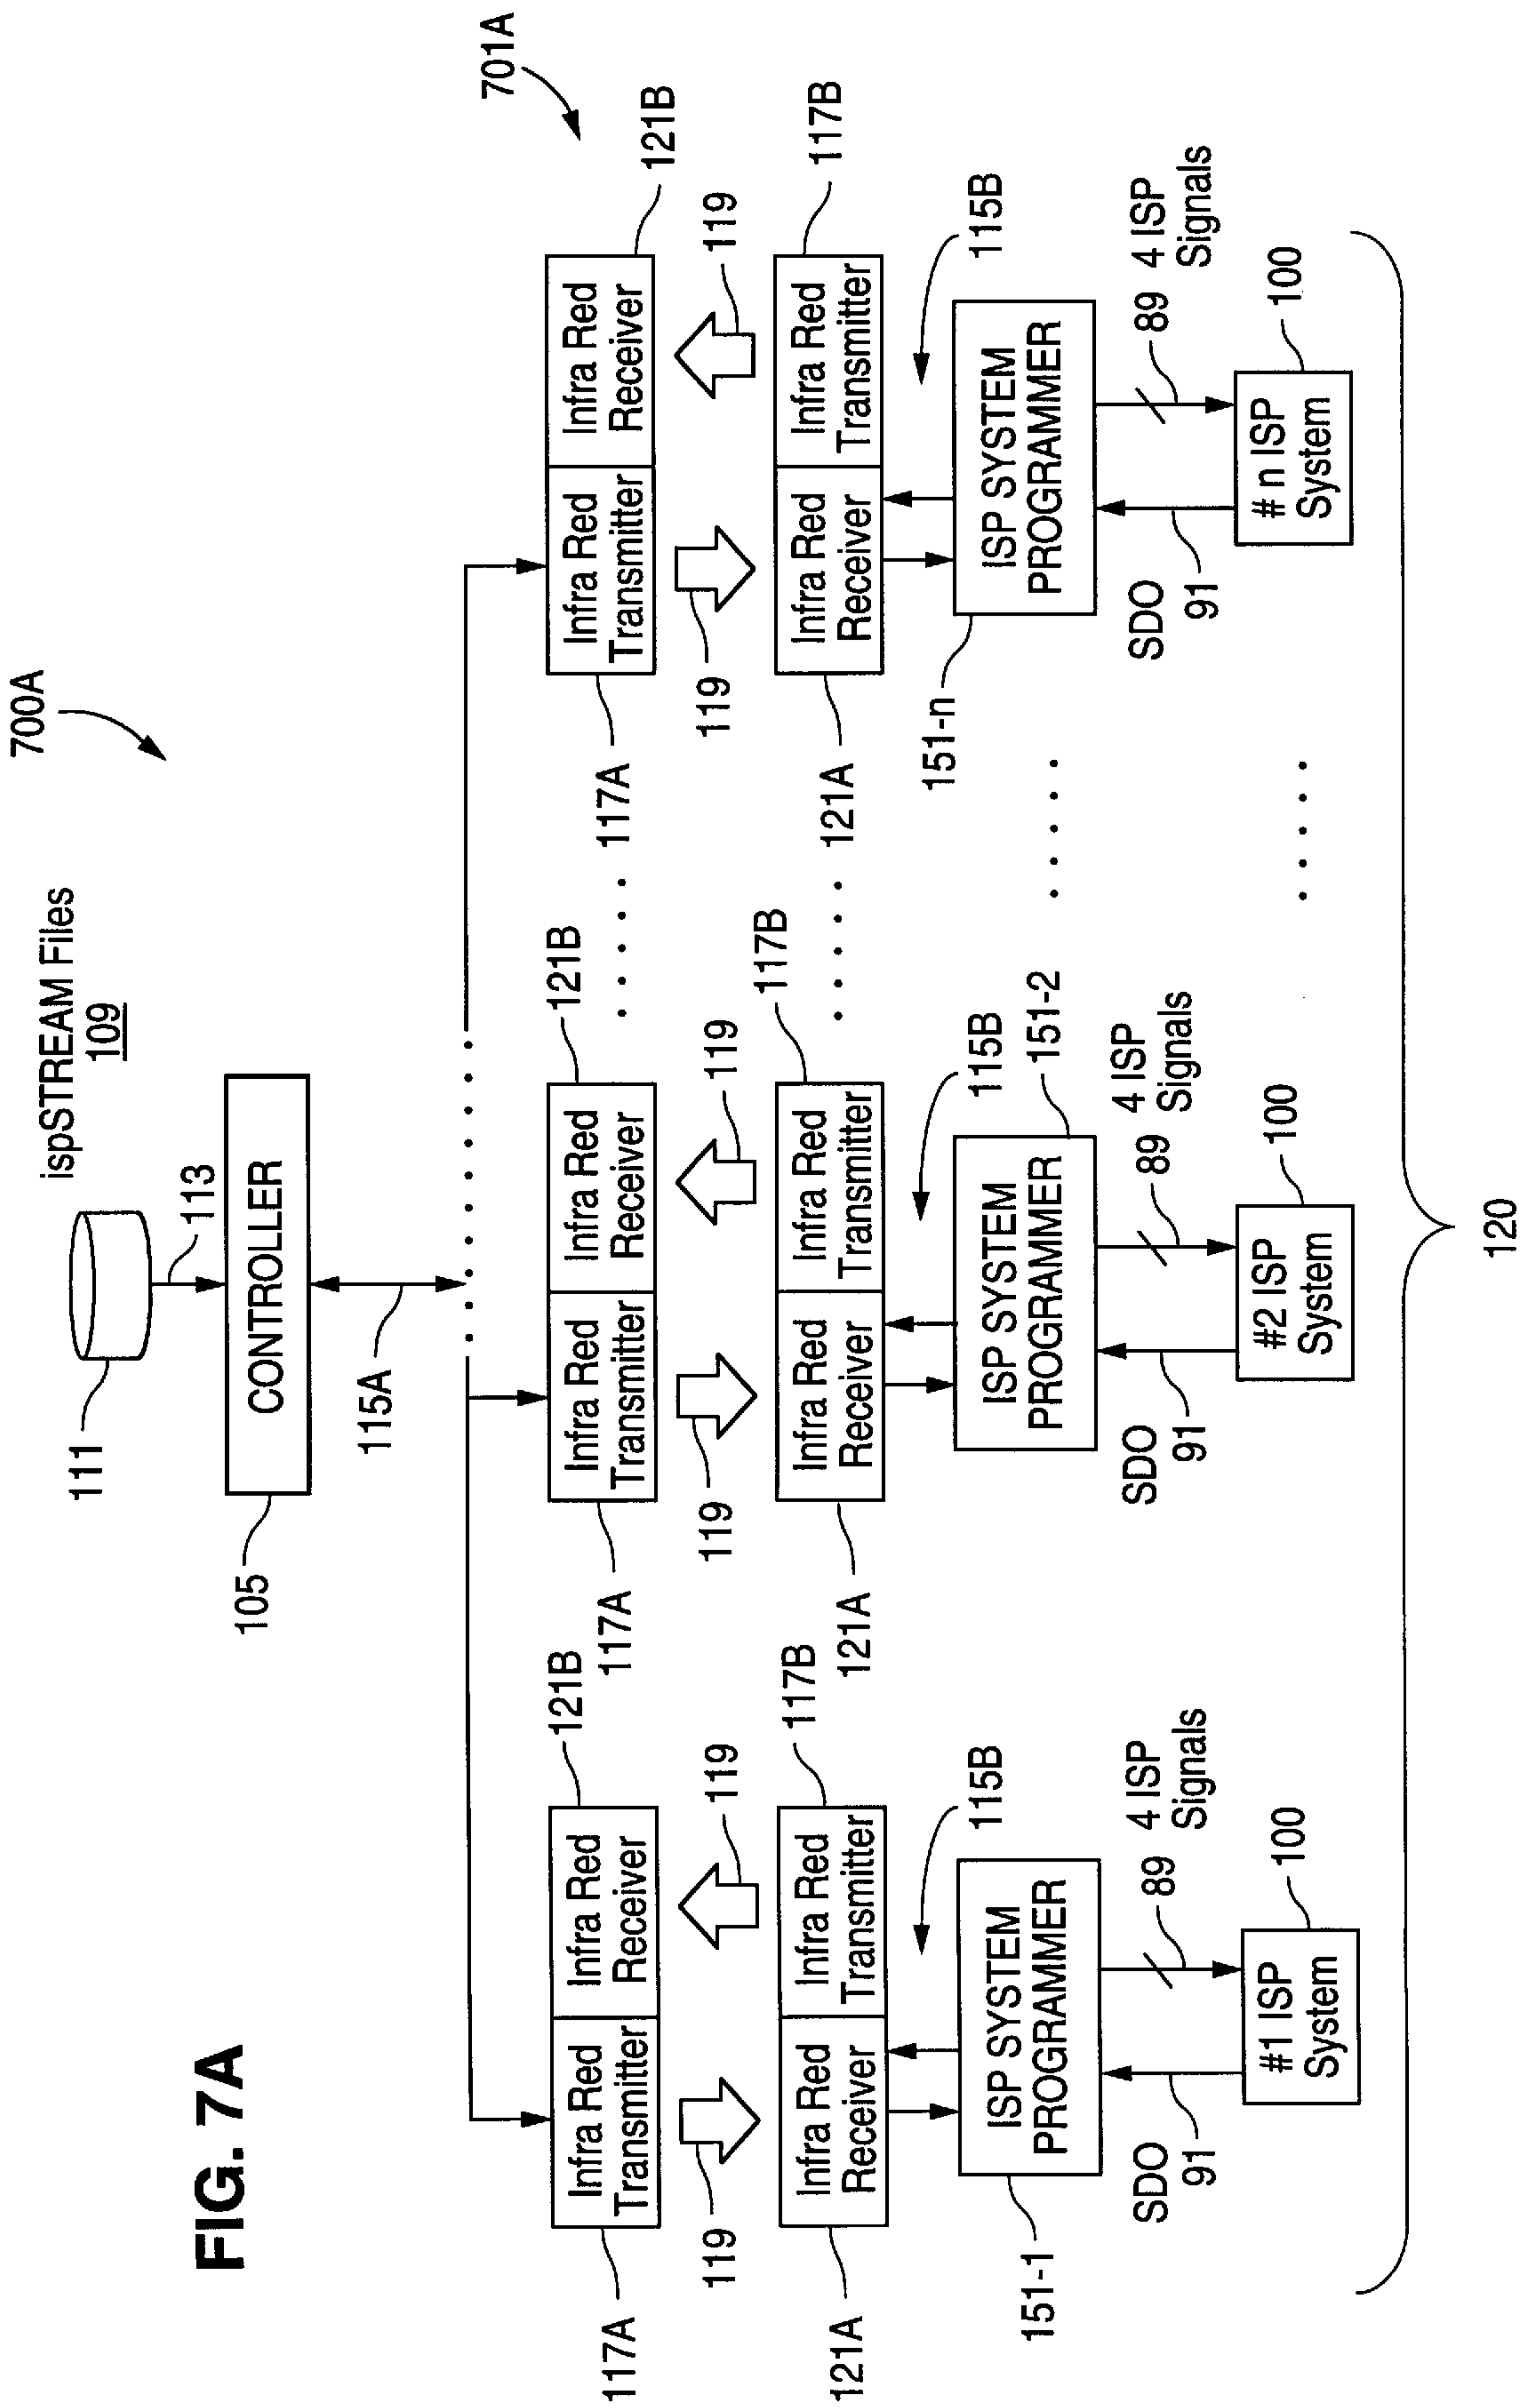 FIG. 7A
700A
ispSTREAM Files
109
111
113
CONTROLLER
105
115A
701A
117A
Infra Red
Transmitter
Infra Red
Receiver
121B
119
119
121A
Infra Red
Receiver
Infra Red
Transmitter
117B
115B
151-1
ISP SYSTEM
PROGRAMMER
SDO
91
89
4 ISP
Signals
#1 ISP
System
100
117A
Infra Red
Transmitter
Infra Red
Receiver
121B
119
119
121A
Infra Red
Receiver
Infra Red
Transmitter
117B
115B
ISP SYSTEM
PROGRAMMER
151-2
SDO
91
89
4 ISP
Signals
#2 ISP
System
100
117A
Infra Red
Transmitter
Infra Red
Receiver
121B
119
119
121A
Infra Red
Receiver
Infra Red
Transmitter
117B
115B
151-n
ISP SYSTEM
PROGRAMMER
SDO
91
89
4 ISP
Signals
# n ISP
System
100
120